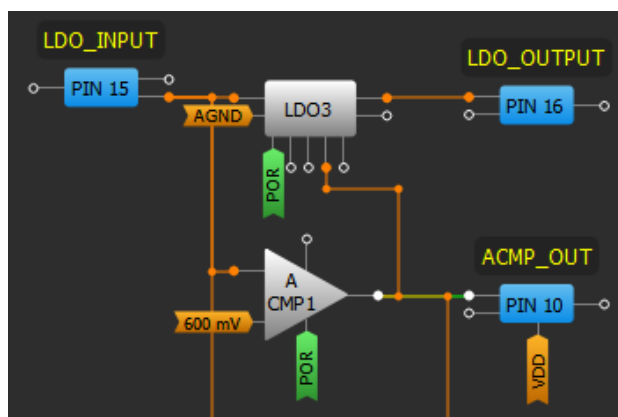 LDO_INPUT
PIN 15
AGND
LDO3
POR
LDO_OUTPUT
PIN 16
A
CMP1
600 mV
POR
ACMP_OUT
PIN 10
VDD